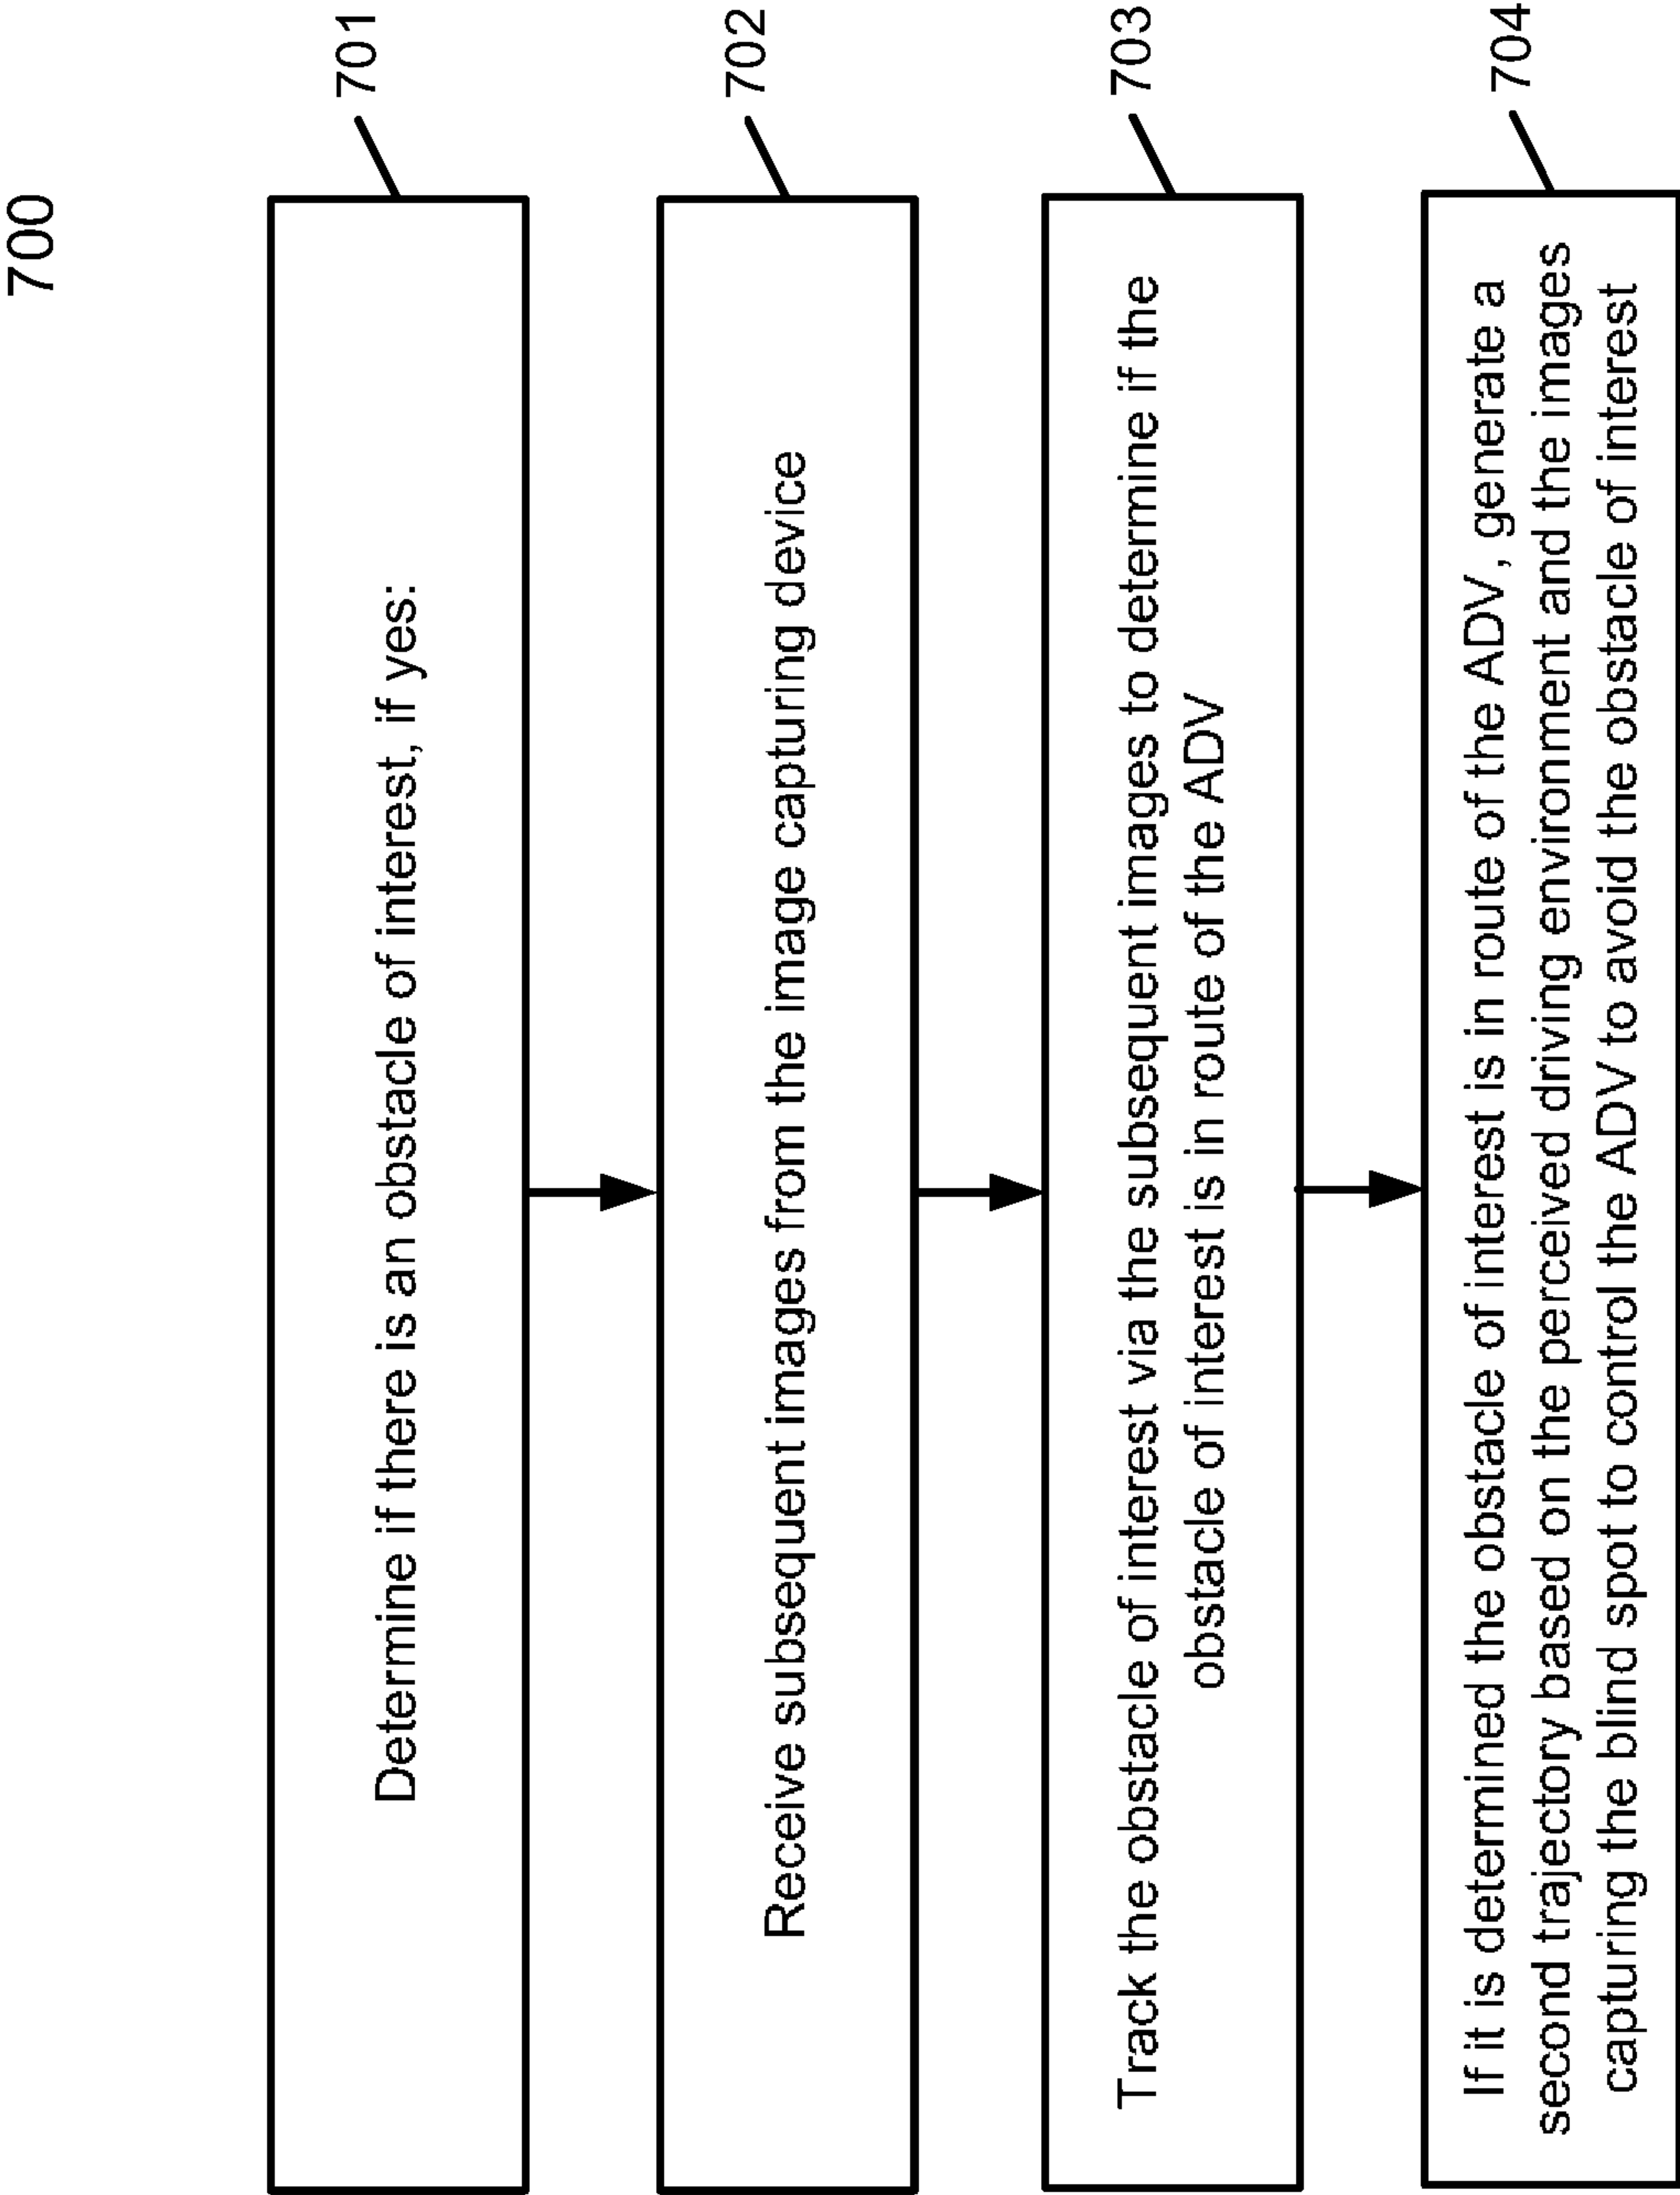 700
701
Determine if there is an obstacle of interest, if yes:
702
Receive subsequent images from the image capturing device
703
Track the obstacle of interest via the subsequent images to determine if the
obstacle of interest is in route of the ADV
704
If it is determined the obstacle of interest is in route of the ADV, generate a
second trajectory based on the perceived driving environment and the images
capturing the blind spot to control the ADV to avoid the obstacle of interest